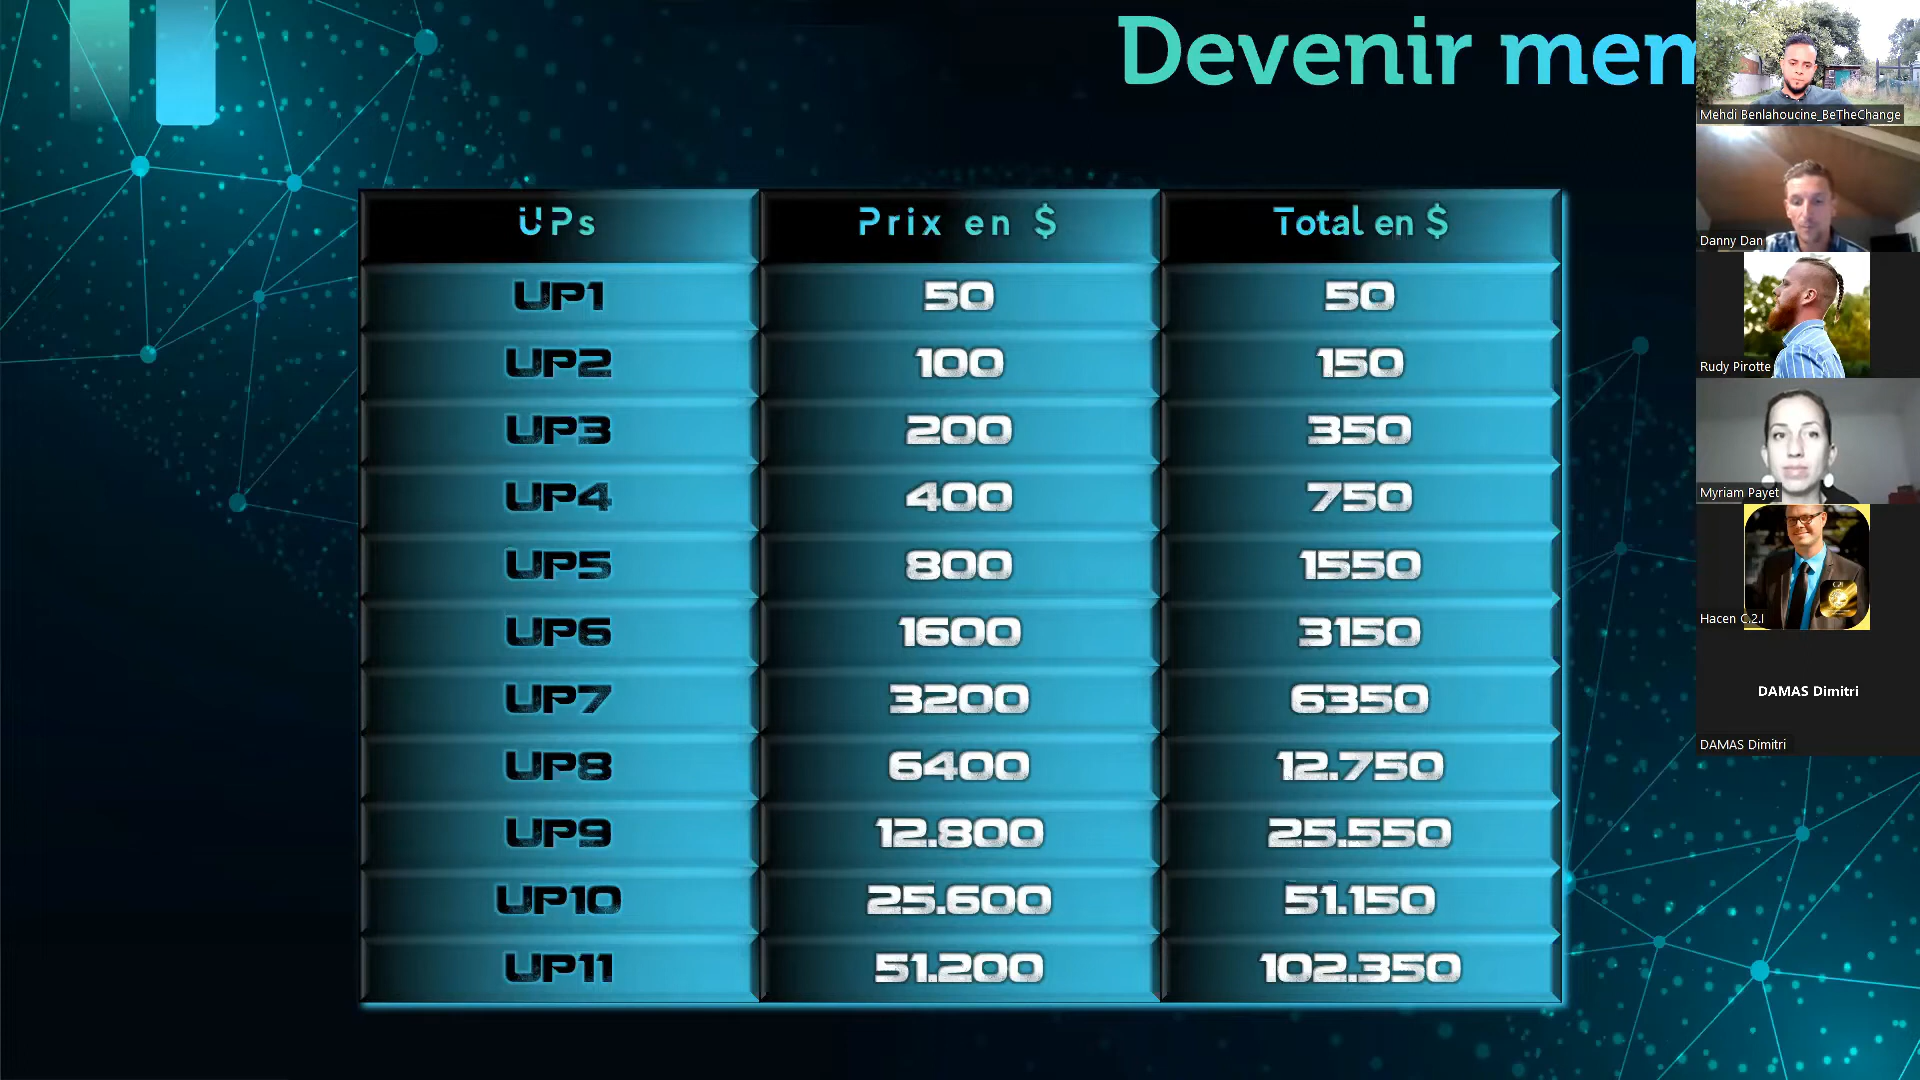 Devenir mem
UPs Prix en $ Total en $
UP1 50 50
UP2 100 150
UP3 200 350
UP4 400 750
UP5 800 1550
UP6 1600 3150
UP7 3200 6350
UP8 6400 12.750
UP9 12.800 25.550
UP10 25.600 51.150
UP11 51.200 102.350
Mehdi Benlahoucine_BeTheChange
Danny Dan
Rudy Pirotte
Myriam Payet
Hacen C.2.I
DAMAS Dimitri
DAMAS Dimitri